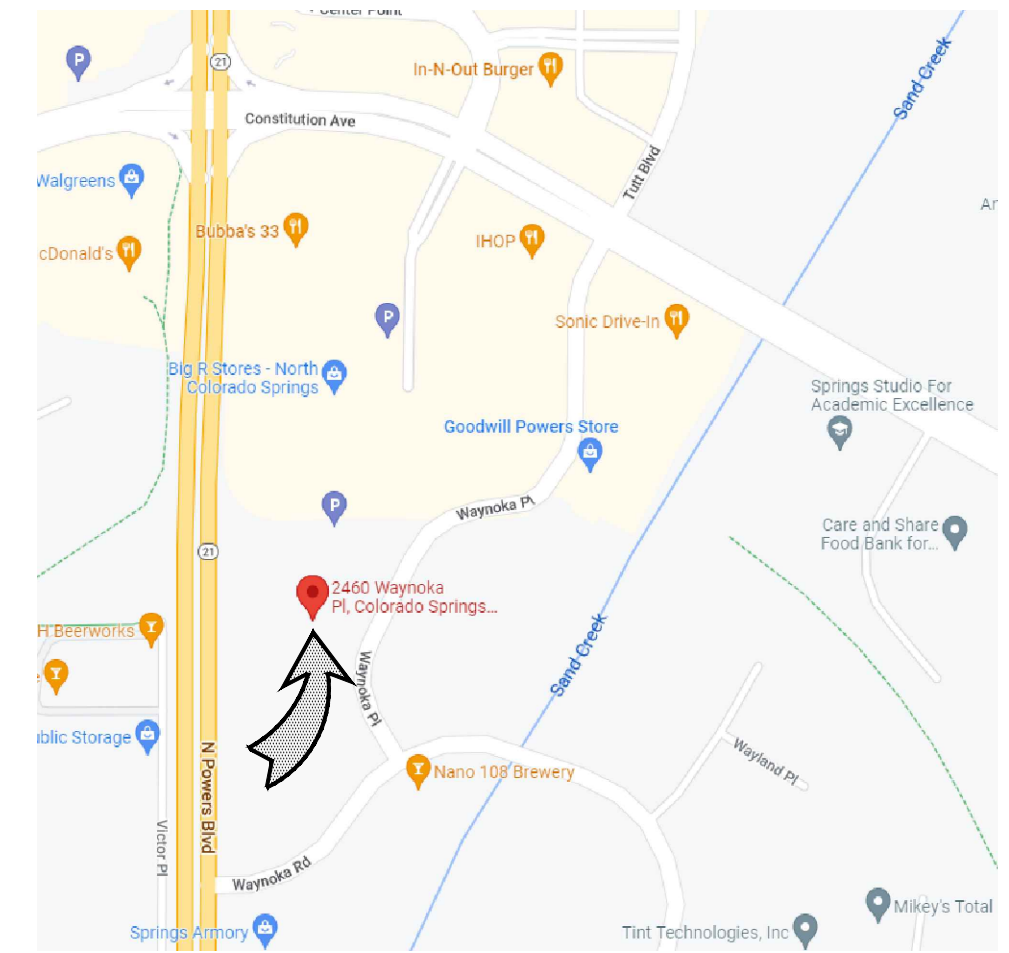 Center Point
P
21
In-N-Out Burger
Sand Creek
Constitution Ave
Tutt Blvd
Walgreens
Ar
Bubba's 33
IHOP
cDonald's
P
Sonic Drive-In
Big R Stores - North
Colorado Springs
Springs Studio For
Academic Excellence
Goodwill Powers Store
P
Waynoka Pl
Care and Share
Food Bank for...
21
2460 Waynoka
Pl, Colorado Springs...
H Beerworks
Sand Creek
Waynoka Pl
ublic Storage
N Powers Blvd
Wayland Pl
Nano 108 Brewery
Victor Pl
Waynoka Rd
Mikey's Total
Springs Armory
Tint Technologies, Inc